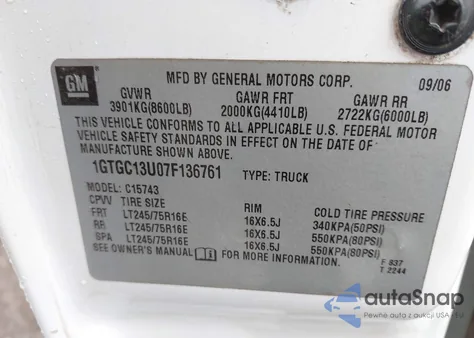 GM
MFD BY GENERAL MOTORS CORP. 09/06
GVWR GAWR FRT GAWR RR
3901KG(8600LB) 2000KG(4410LB) 2722KG(6000LB)
THIS VEHICLE CONFORMS TO ALL APPLICABLE U.S. FEDERAL MOTOR
VEHICLE SAFETY STANDARDS IN EFFECT ON THE DATE OF
MANUFACTURE SHOWN ABOVE.
1GTGC13U07F136761 TYPE: TRUCK
MODEL: C15743
CPVV TIRE SIZE RIM COLD TIRE PRESSURE
FRT LT245/75R16E 16X6.5J 340KPA(50PSI)
RR LT245/75R16E 16X6.5J 550KPA(80PSI)
SPA LT245/75R16E 16X6.5J 550KPA(80PSI)
SEE OWNER'S MANUAL FOR MORE INFORMATION.
F 837
T 2244
autoSnap
Pewne auta z aukcji USA i